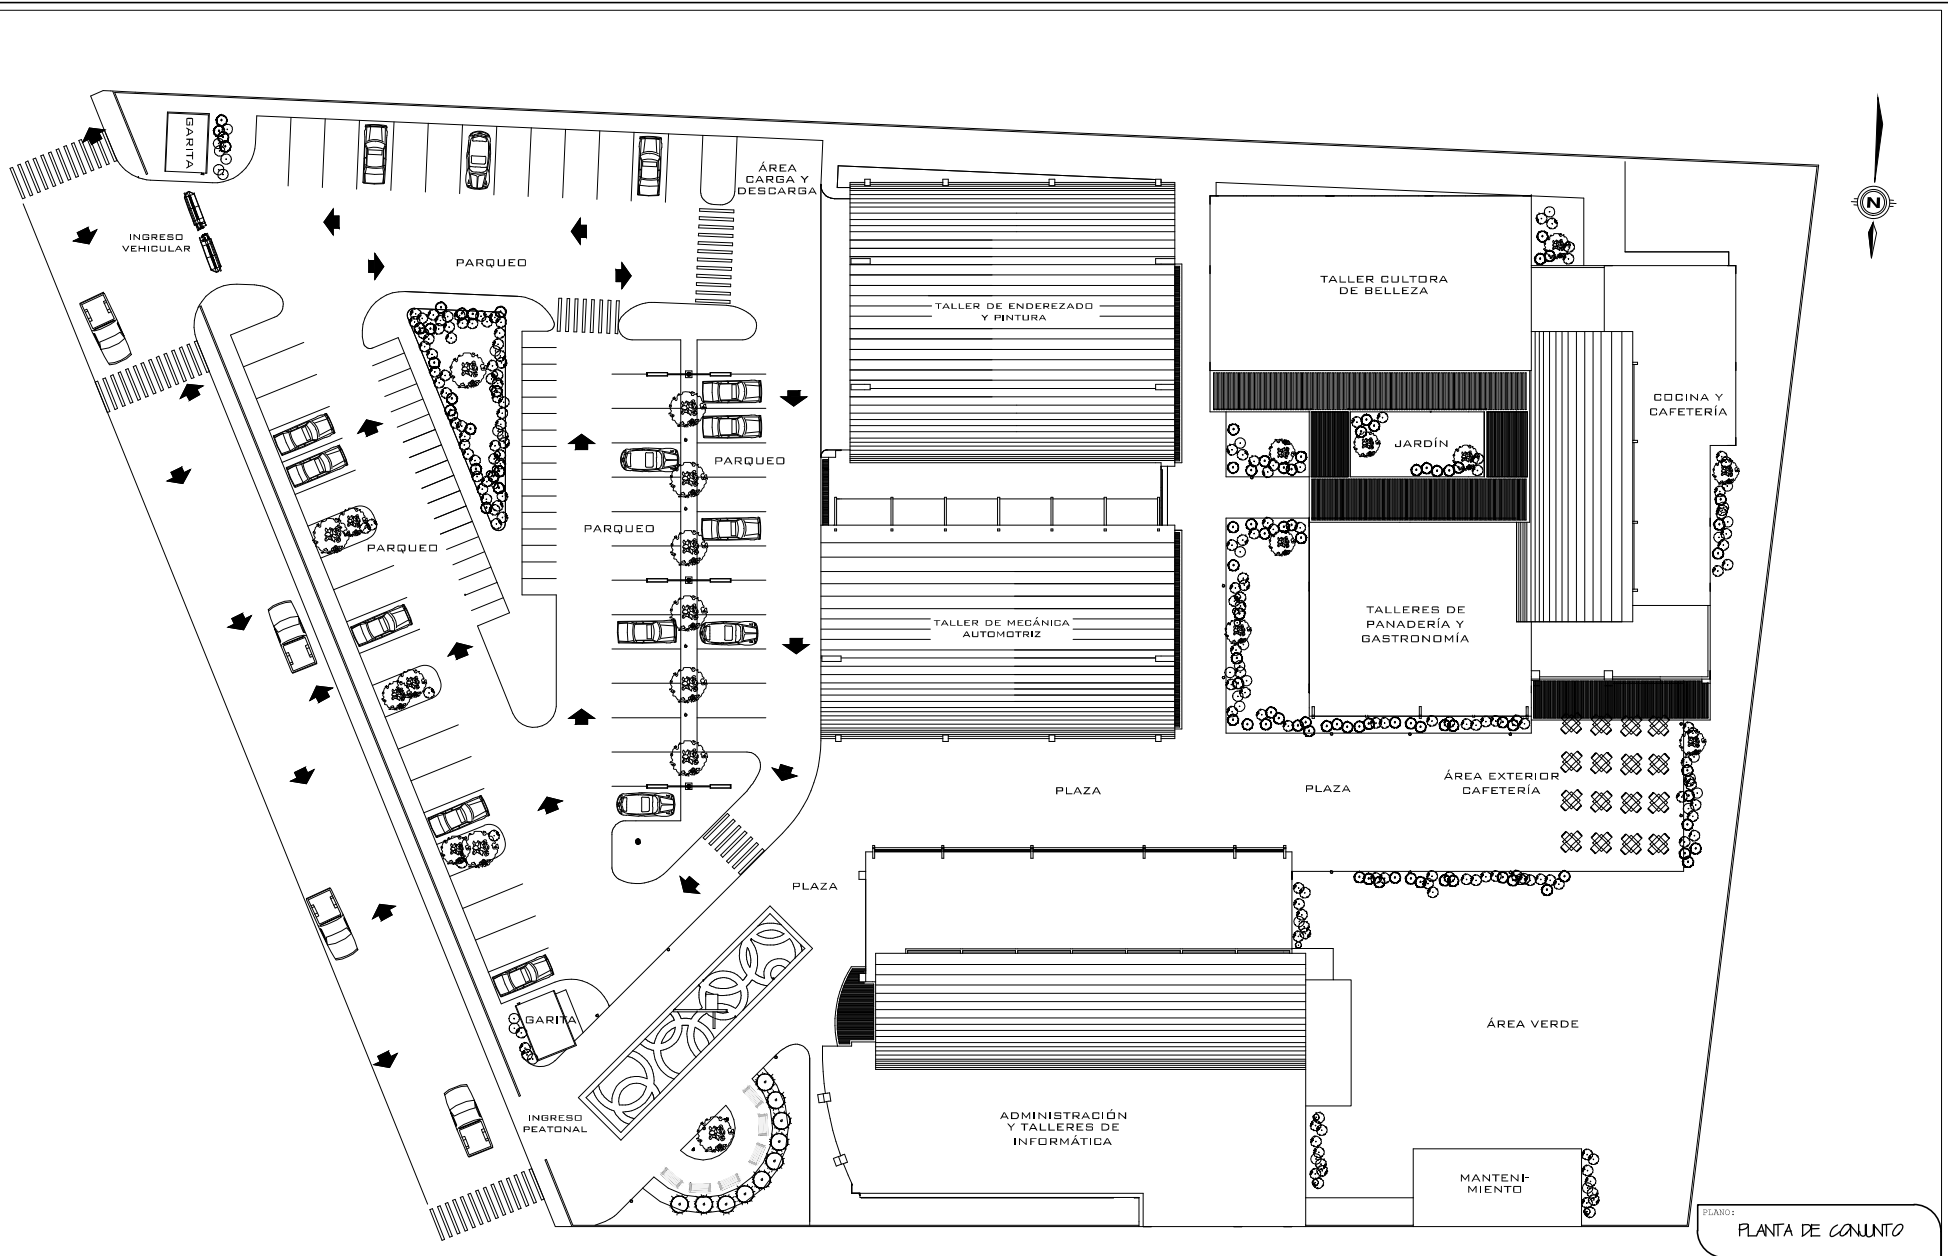 GARITA
ÁREA
CARGA Y
DESCARGA
INGRESO
VEHICULAR
PARQUEO
N
TALLER DE ENDEREZADO
Y PINTURA
TALLER CULTORA
DE BELLEZA
COCINA Y
CAFETERÍA
JARDÍN
PARQUEO
PARQUEO
PARQUEO
TALLER DE MECÁNICA
AUTOMOTRIZ
TALLERES DE
PANADERÍA Y
GASTRONOMÍA
PLAZA
PLAZA
ÁREA EXTERIOR
CAFETERÍA
PLAZA
GARITA
ÁREA VERDE
INGRESO
PEATONAL
ADMINISTRACIÓN
Y TALLERES DE
INFORMÁTICA
MANTENI-
MIENTO
PLANO:
PLANTA DE CONJUNTO